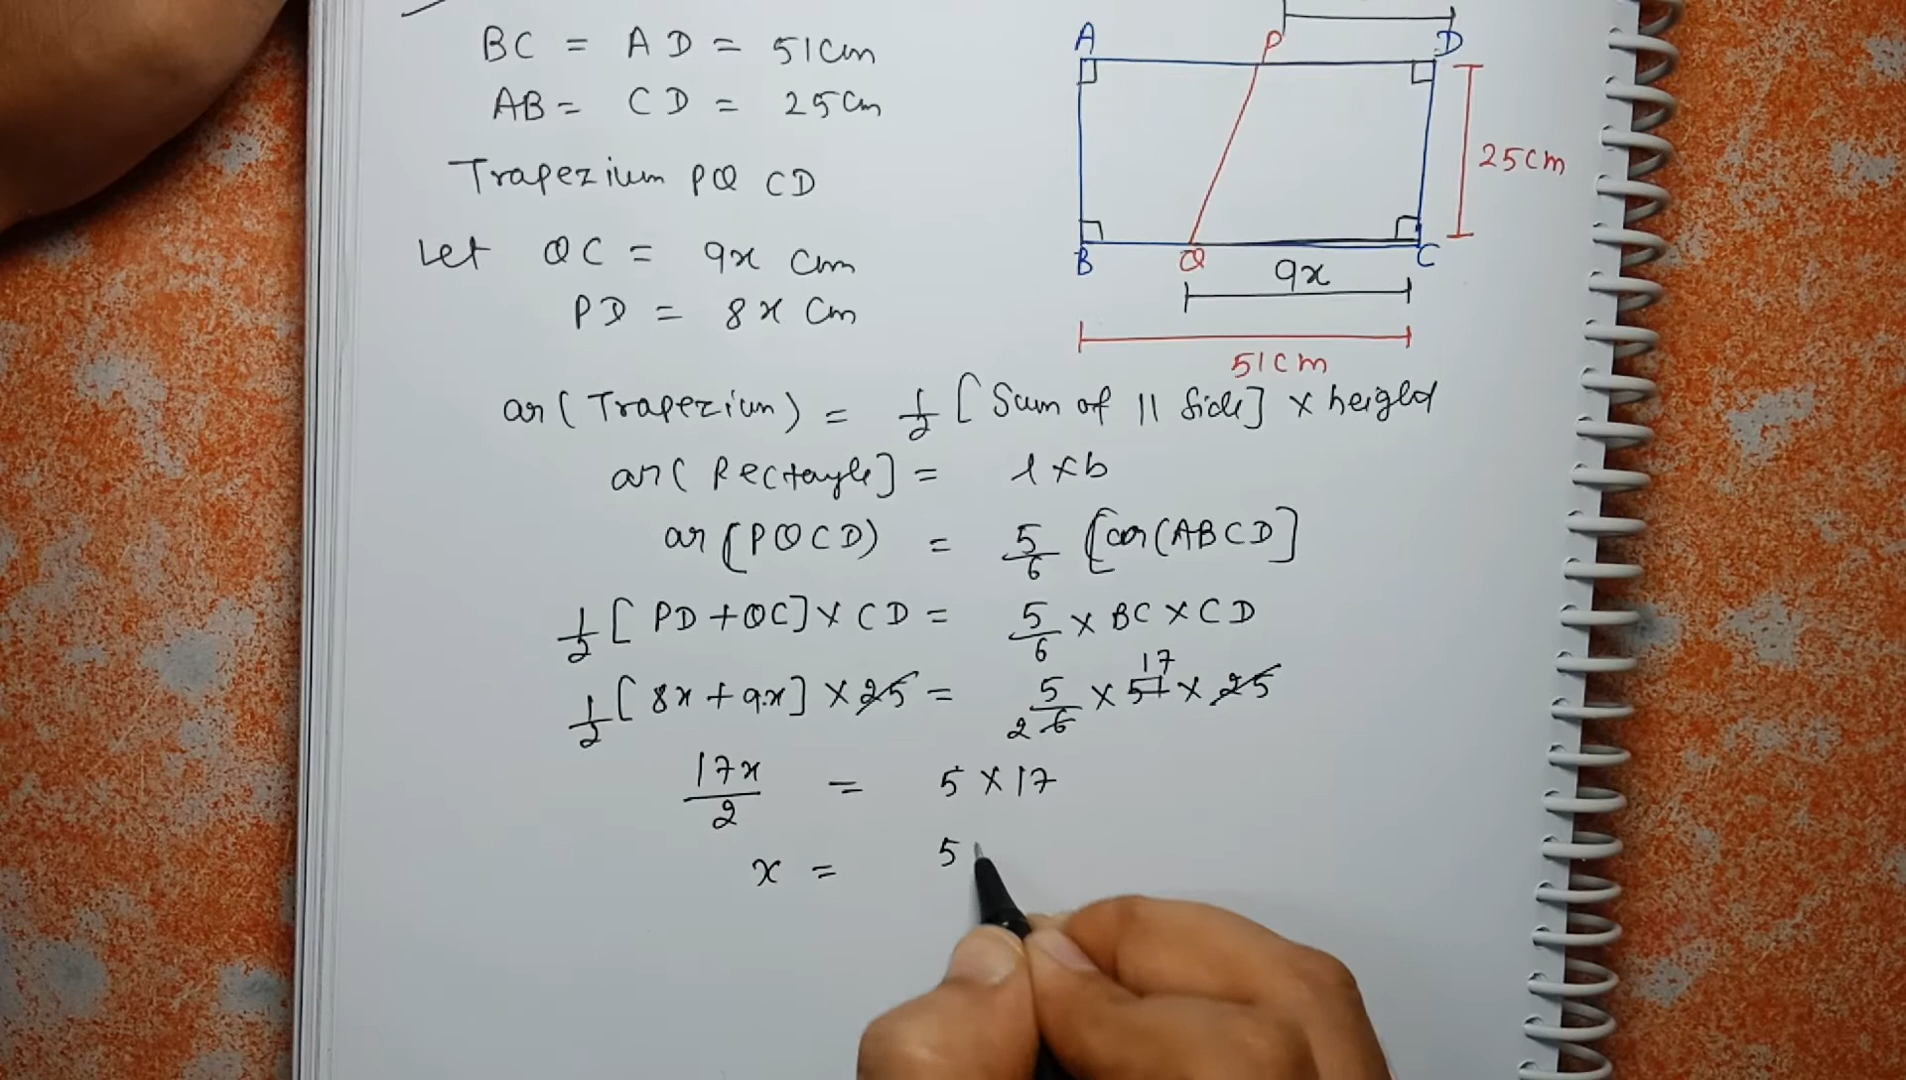 BC = AD = 51cm
AB = CD = 25cm
Trapezium PQ CD
Let QC = 9x cm
PD = 8x cm
A
P
D
25cm
B
Q
C
9x
51cm
ar( Trapezium) = 1/2 [ Sum of || Side] × height
ar( Rectangle] = l × b
ar(PQCD) = 5/6 [ar(ABCD]
1/2 [ PD + QC] × CD = 5/6 × BC × CD
1/2 [ 8x + 9x] × 25 = 5/6 × 51 × 25
17
2
17x/2 = 5 × 17
x = 5